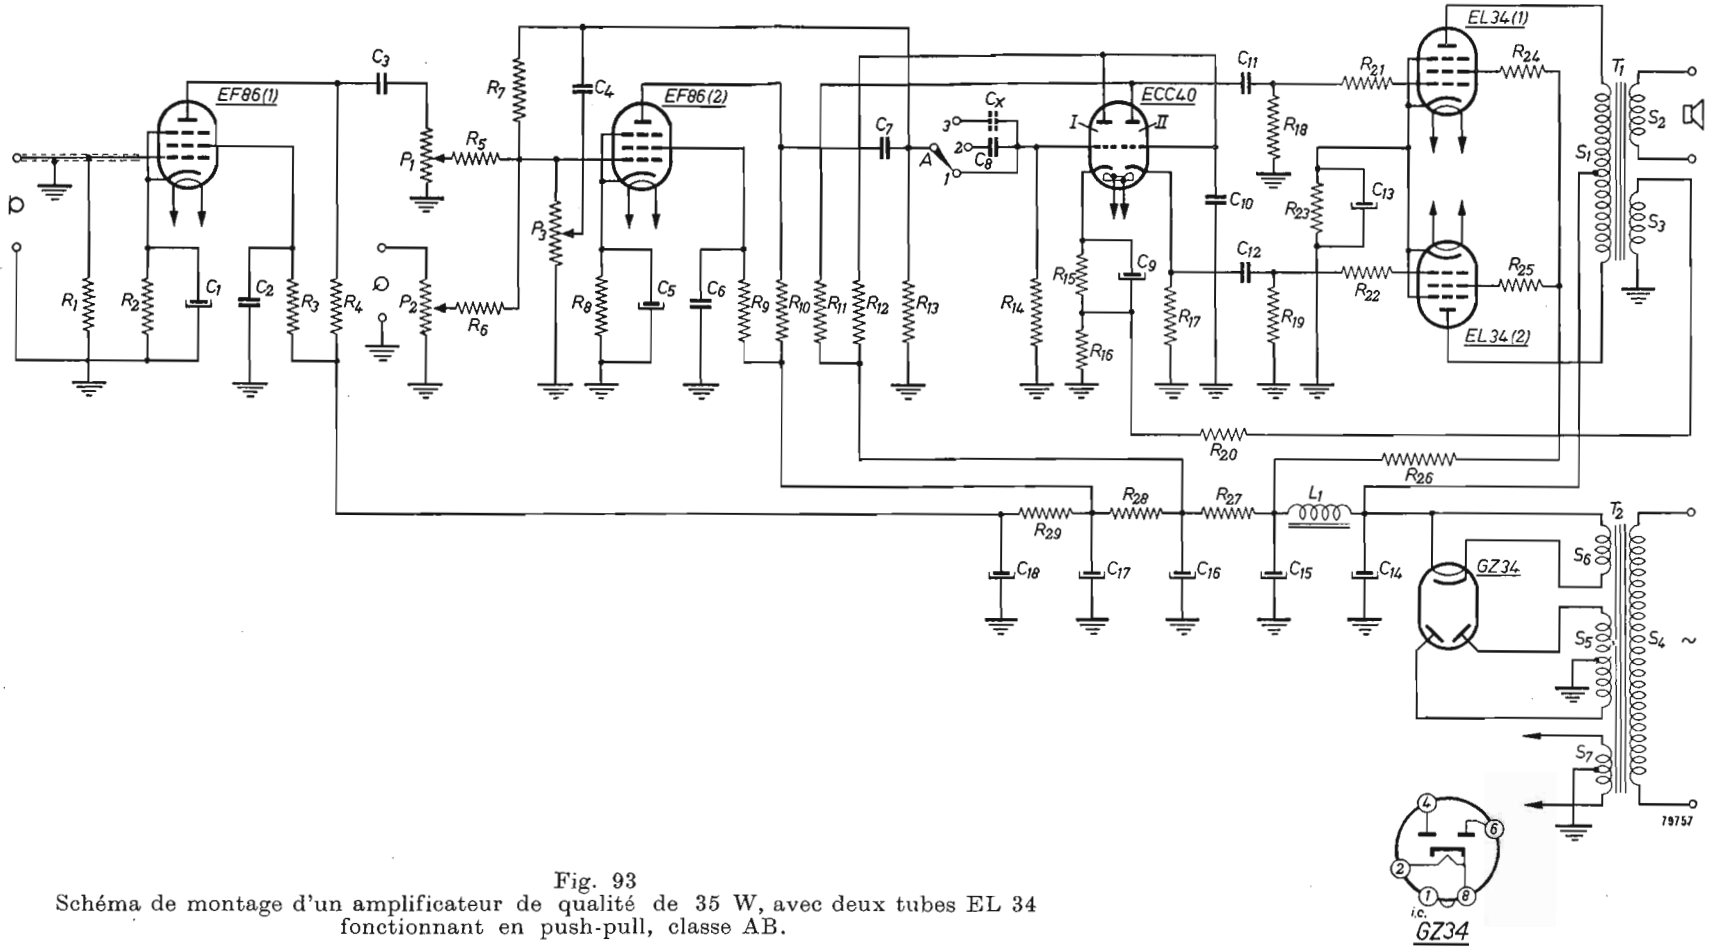 EF86(1)
C3
P1
R5
R7
C4
EF86(2)
C7
A
3
2
1
Cx
C8
I
II
ECC40
C11
R18
R21
EL34(1)
R24
T1
S1
S2
S3
R1
R2
C1
C2
R3
R4
P2
R6
P3
R8
C5
C6
R9
R10
R11
R12
R13
R14
R15
C9
R16
R17
C10
C12
R19
R22
R23
C13
R25
EL34(2)
R20
R26
R29
R28
R27
L1
C18
C17
C16
C15
C14
GZ34
T2
S6
S5
S4
~
S7
79757
4
6
2
1
8
i.c.
GZ34
Fig. 93
Schéma de montage d'un amplificateur de qualité de 35 W, avec deux tubes EL 34
fonctionnant en push-pull, classe AB.